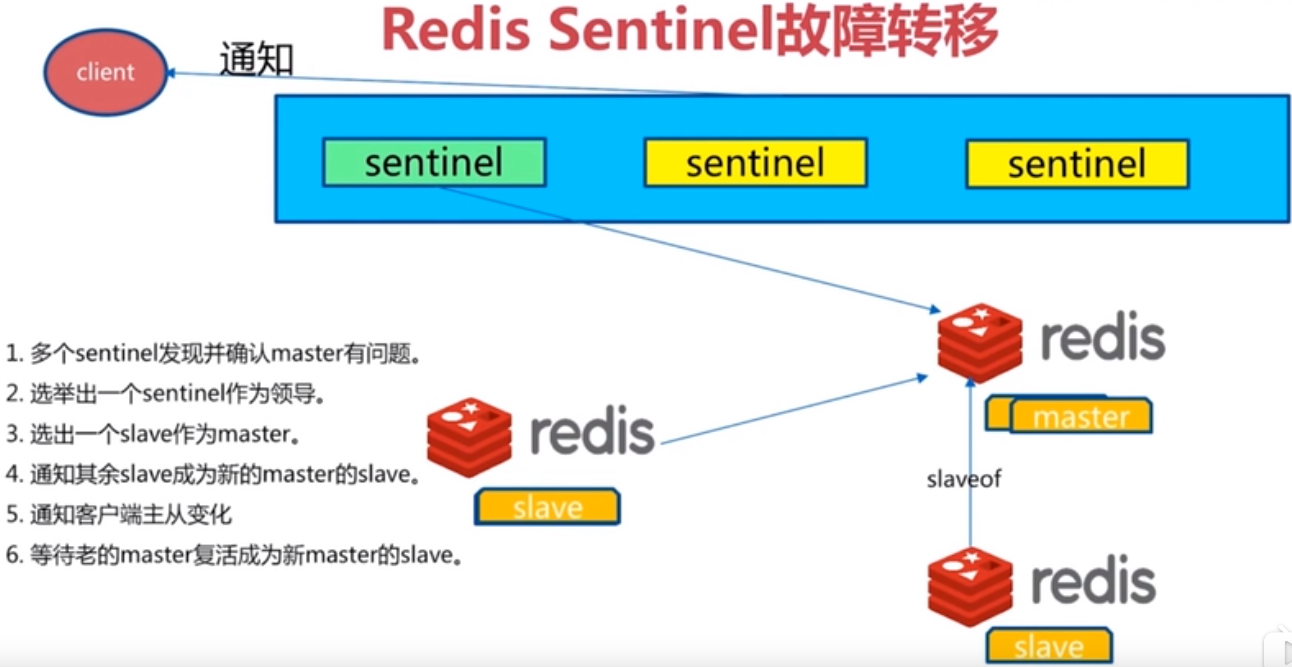 Redis Sentinel故障转移
client
通知
sentinel
sentinel
sentinel
1. 多个sentinel发现并确认master有问题。
2. 选举出一个sentinel作为领导。
3. 选出一个slave作为master。
4. 通知其余slave成为新的master的slave。
5. 通知客户端主从变化
6. 等待老的master复活成为新master的slave。
redis
master
redis
slave
slaveof
redis
slave